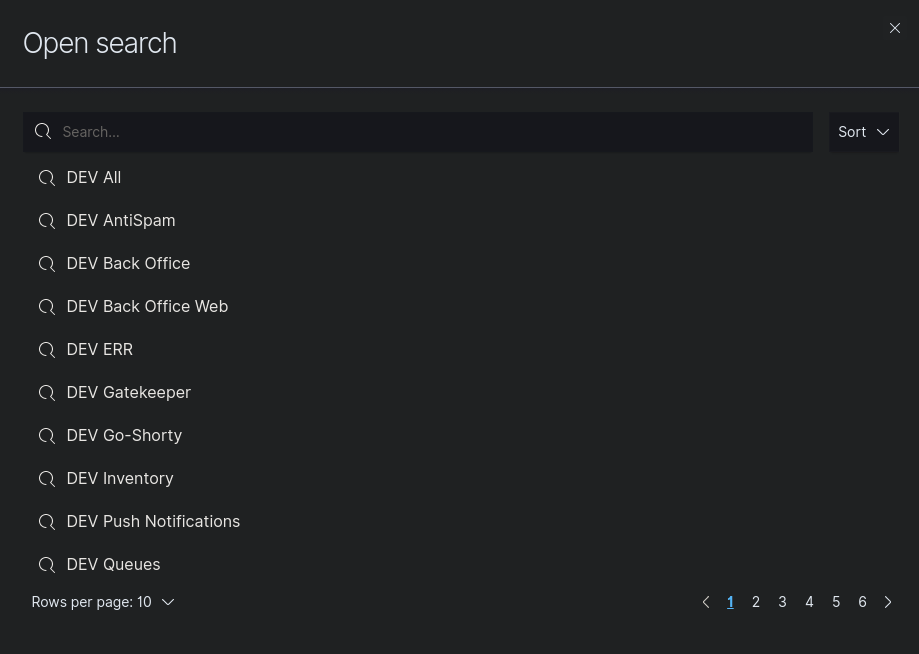 Open search
Search...
Sort
DEV All
DEV AntiSpam
DEV Back Office
DEV Back Office Web
DEV ERR
DEV Gatekeeper
DEV Go-Shorty
DEV Inventory
DEV Push Notifications
DEV Queues
Rows per page: 10
1 2 3 4 5 6